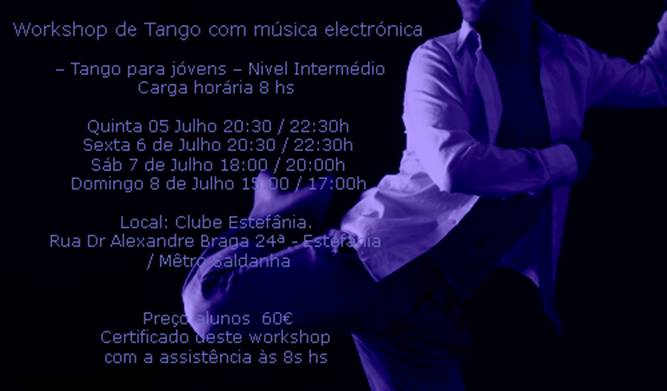 Workshop de Tango com música electrónica
– Tango para jóvens – Nivel Intermédio
Carga horária 8 hs
Quinta 05 Julho 20:30 / 22:30h
Sexta 6 de Julho 20:30 / 22:30h
Sáb 7 de Julho 18:00 / 20:00h
Domingo 8 de Julho 15:00 / 17:00h
Local: Clube Estefânia.
Rua Dr Alexandre Braga 24ª - Estefânia
/ Mêtro Saldanha
Preço alunos 60€
Certificado deste workshop
com a assistência às 8s hs